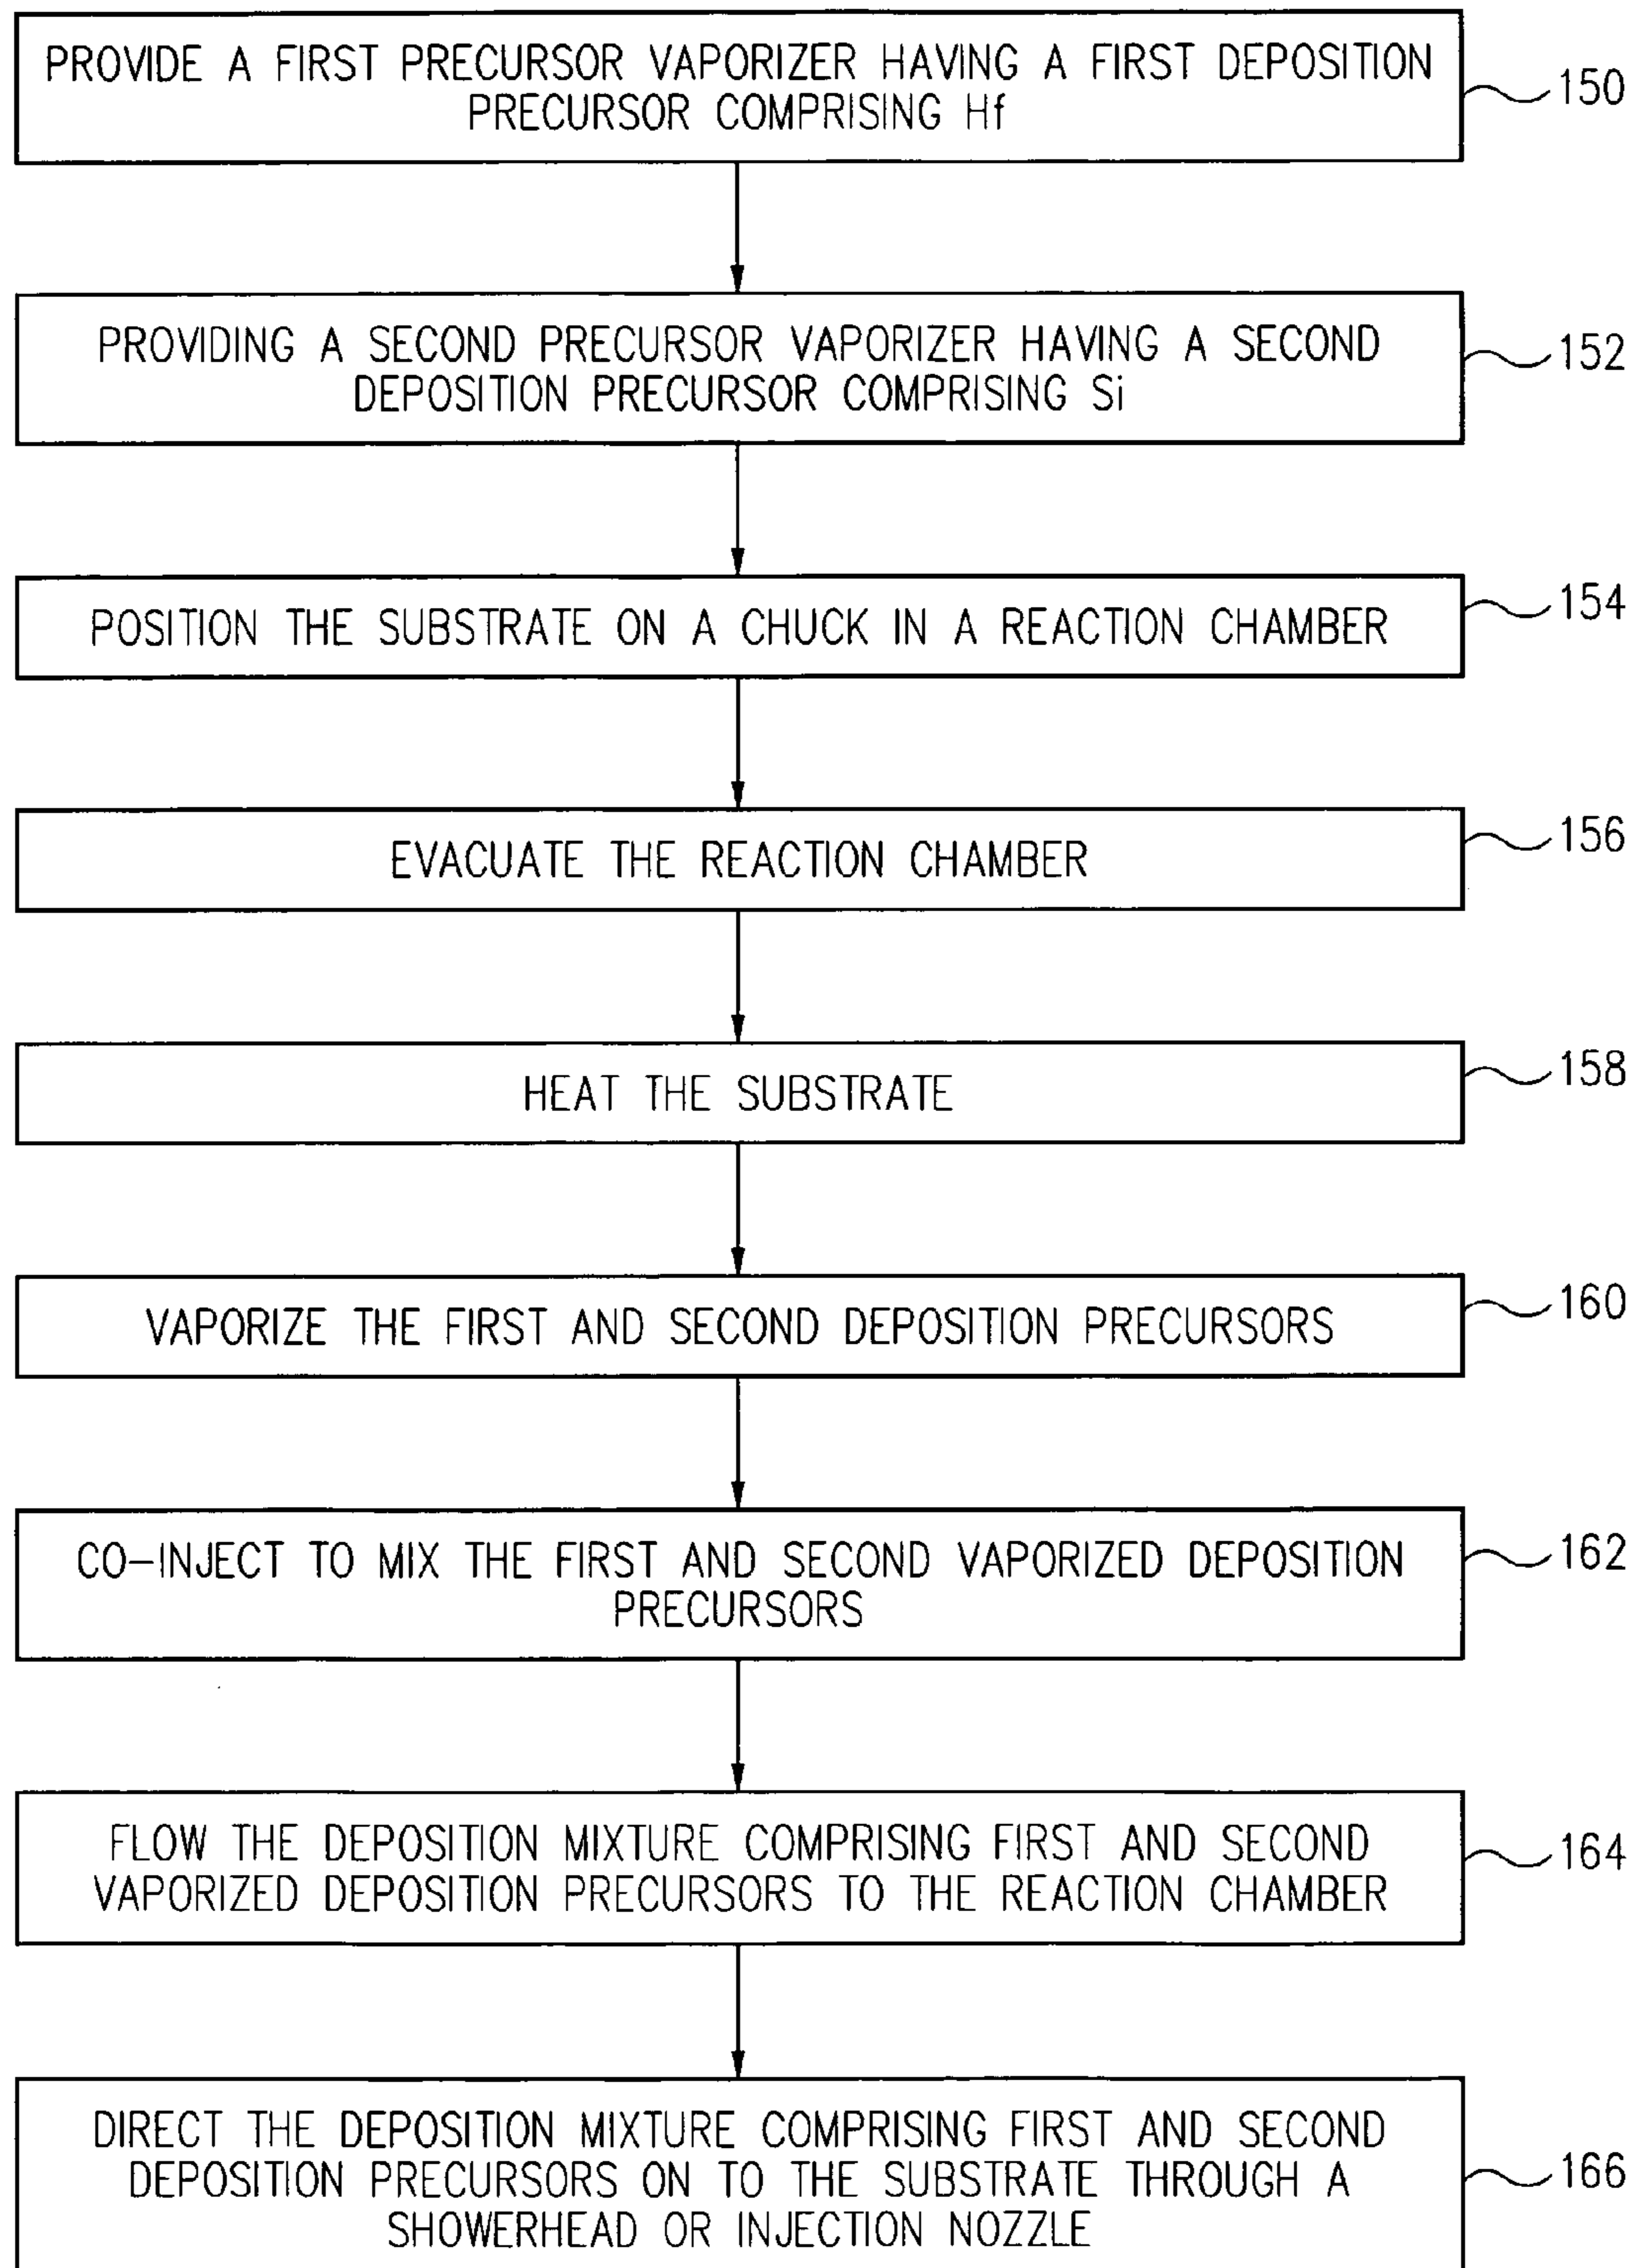 PROVIDE A FIRST PRECURSOR VAPORIZER HAVING A FIRST DEPOSITION
PRECURSOR COMPRISING Hf
150
PROVIDING A SECOND PRECURSOR VAPORIZER HAVING A SECOND
DEPOSITION PRECURSOR COMPRISING Si
152
POSITION THE SUBSTRATE ON A CHUCK IN A REACTION CHAMBER
154
EVACUATE THE REACTION CHAMBER
156
HEAT THE SUBSTRATE
158
VAPORIZE THE FIRST AND SECOND DEPOSITION PRECURSORS
160
CO-INJECT TO MIX THE FIRST AND SECOND VAPORIZED DEPOSITION
PRECURSORS
162
FLOW THE DEPOSITION MIXTURE COMPRISING FIRST AND SECOND
VAPORIZED DEPOSITION PRECURSORS TO THE REACTION CHAMBER
164
DIRECT THE DEPOSITION MIXTURE COMPRISING FIRST AND SECOND
DEPOSITION PRECURSORS ON TO THE SUBSTRATE THROUGH A
SHOWERHEAD OR INJECTION NOZZLE
166